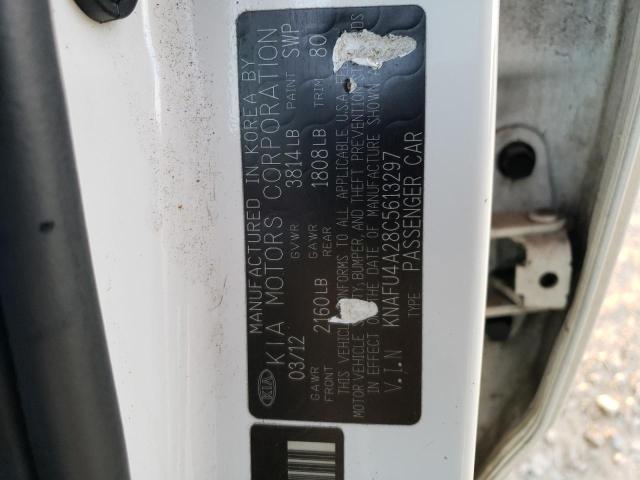 KIA
MANUFACTURED IN KOREA BY
KIA MOTORS CORPORATION
03/12 GVWR 3814LB PAINT SWP
GAWR FRONT 2160LB GAWR REAR 1808LB TRIM 80
THIS VEHICLE CONFORMS TO ALL APPLICABLE U.S.A.
MOTOR VEHICLE SAFETY, BUMPER AND THEFT PREVENTION STANDARDS
IN EFFECT ON THE DATE OF MANUFACTURE SHOWN
V.I.N KNAFU4A28C5613297
TYPE PASSENGER CAR